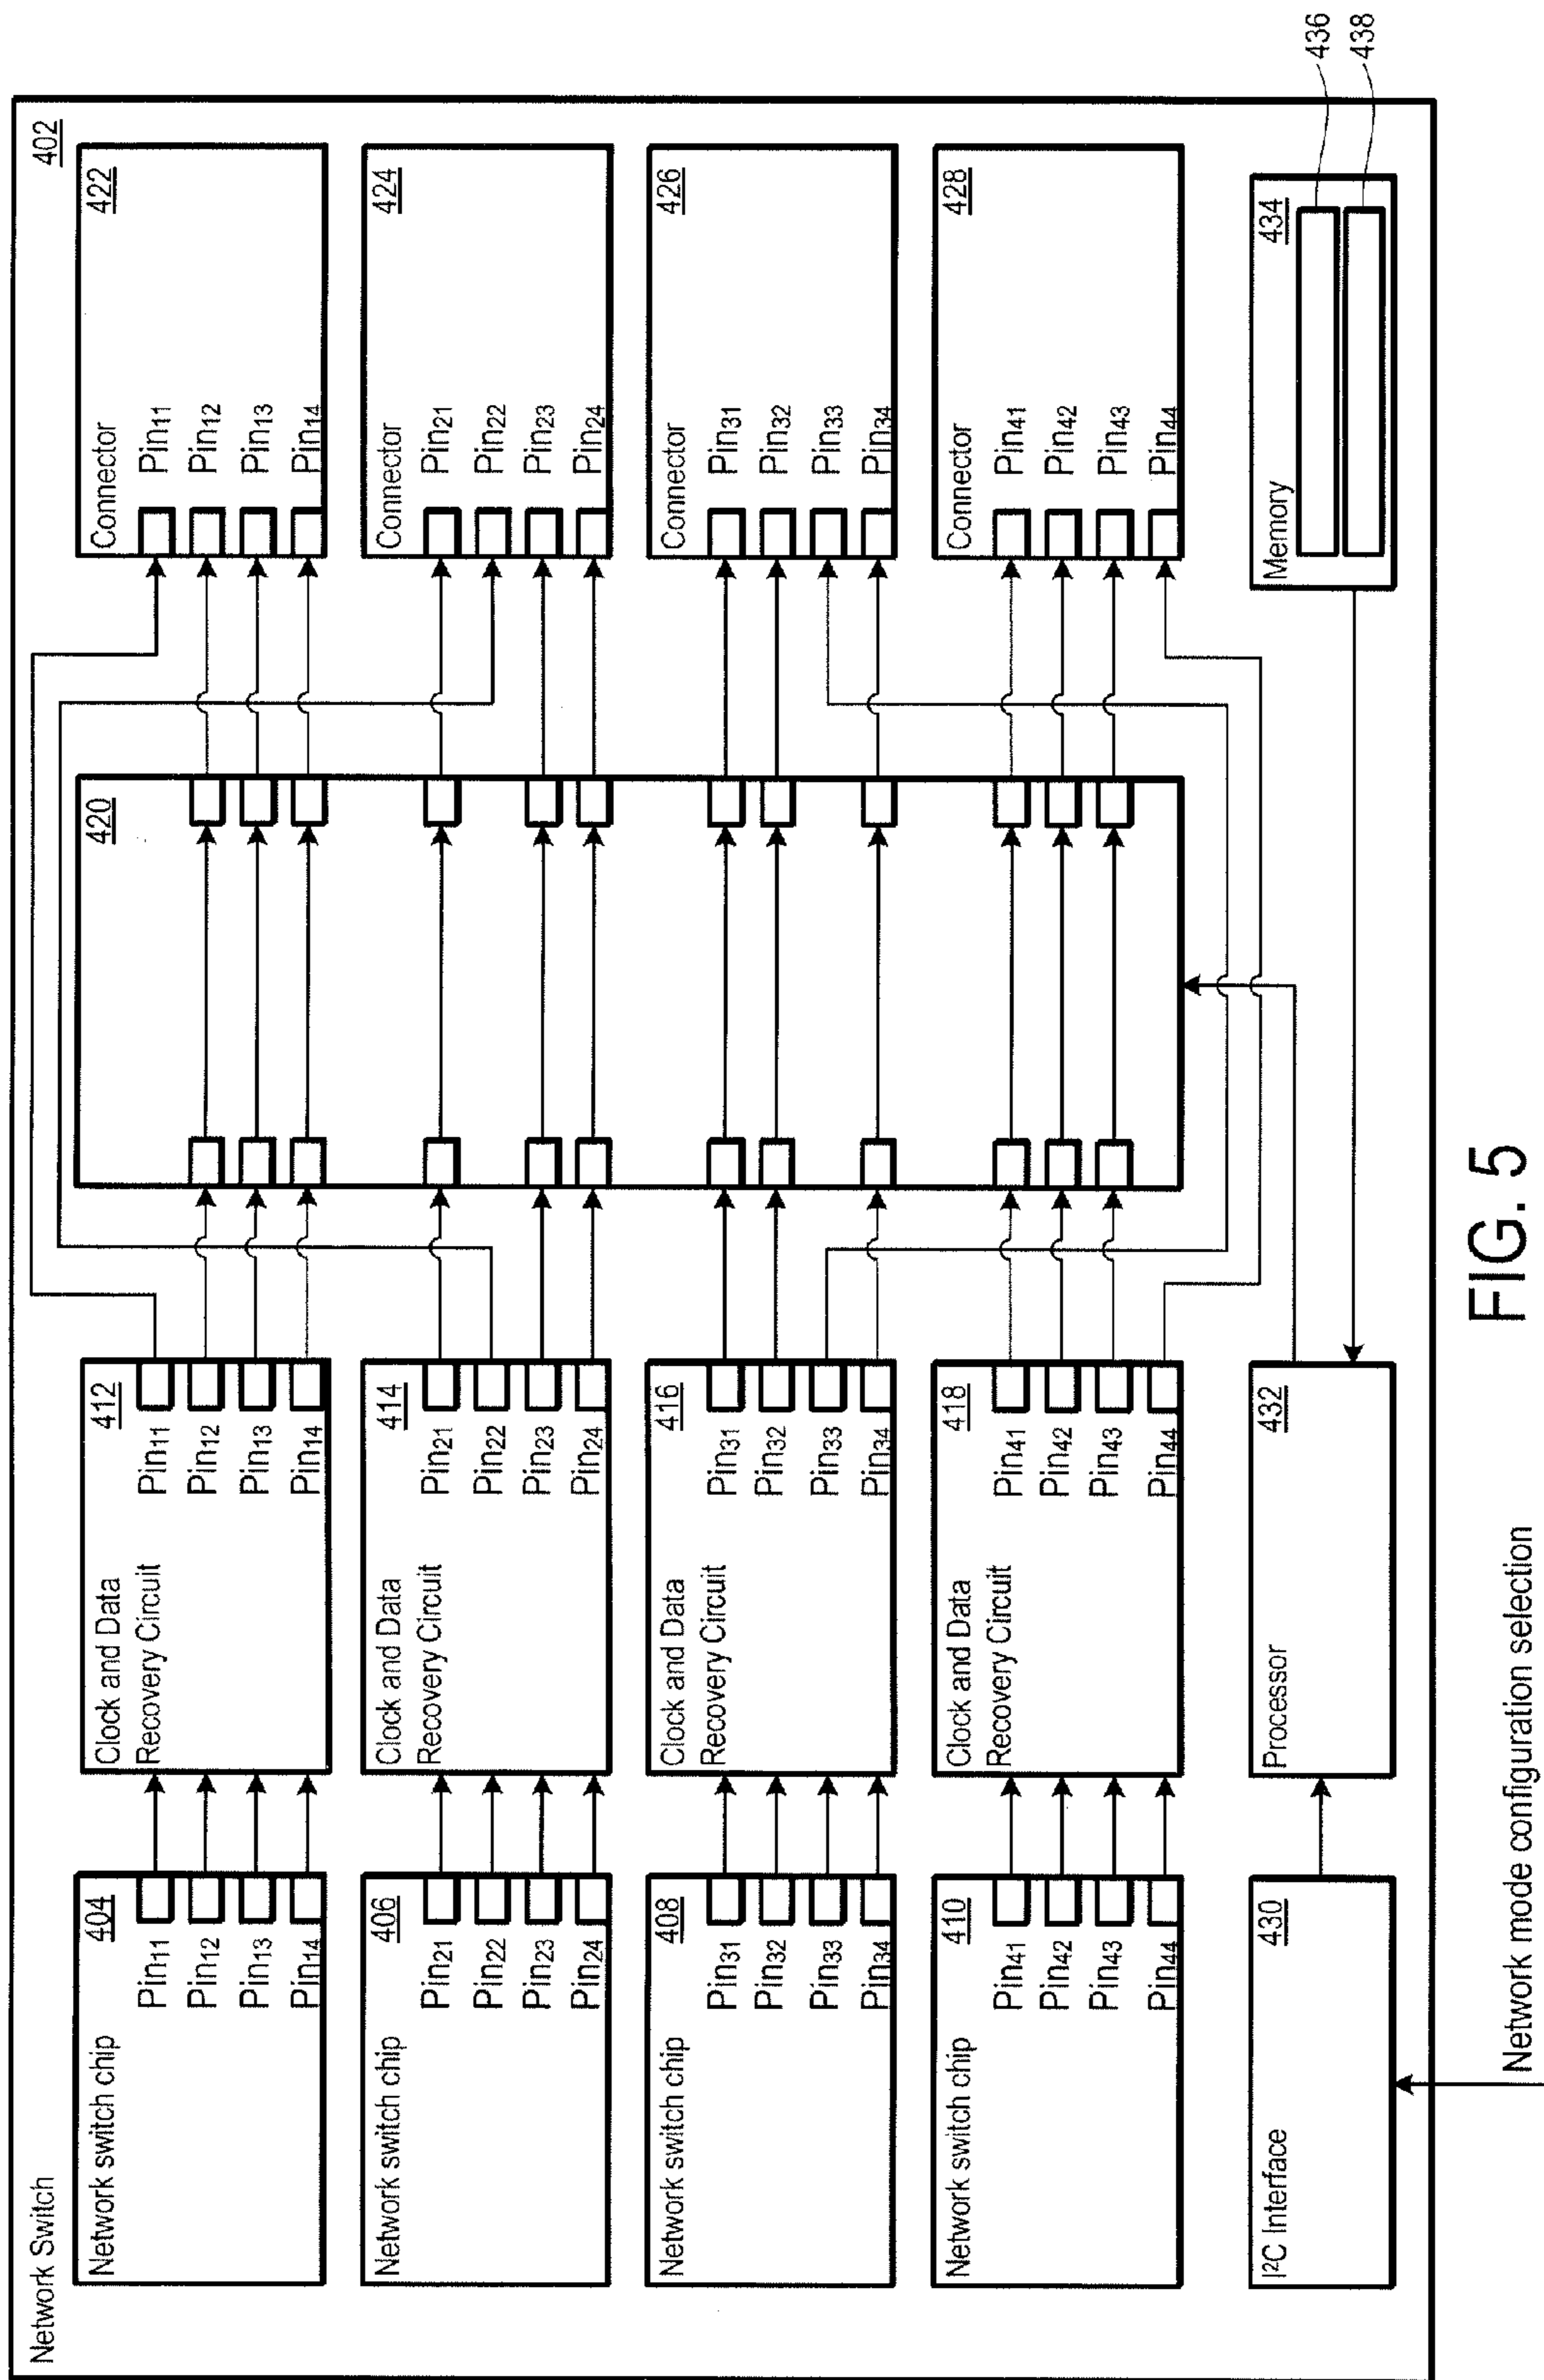 Network Switch
402
Network switch chip
404
Pin11
Pin12
Pin13
Pin14
Clock and Data
Recovery Circuit
412
Pin11
Pin12
Pin13
Pin14
420
Connector
422
Pin11
Pin12
Pin13
Pin14
Network switch chip
406
Pin21
Pin22
Pin23
Pin24
Clock and Data
Recovery Circuit
414
Pin21
Pin22
Pin23
Pin24
Connector
424
Pin21
Pin22
Pin23
Pin24
Network switch chip
408
Pin31
Pin32
Pin33
Pin34
Clock and Data
Recovery Circuit
416
Pin31
Pin32
Pin33
Pin34
Connector
426
Pin31
Pin32
Pin33
Pin34
Network switch chip
410
Pin41
Pin42
Pin43
Pin44
Clock and Data
Recovery Circuit
418
Pin41
Pin42
Pin43
Pin44
Connector
428
Pin41
Pin42
Pin43
Pin44
I²C Interface
430
Processor
432
Memory
434
436
438
Network mode configuration selection
FIG. 5